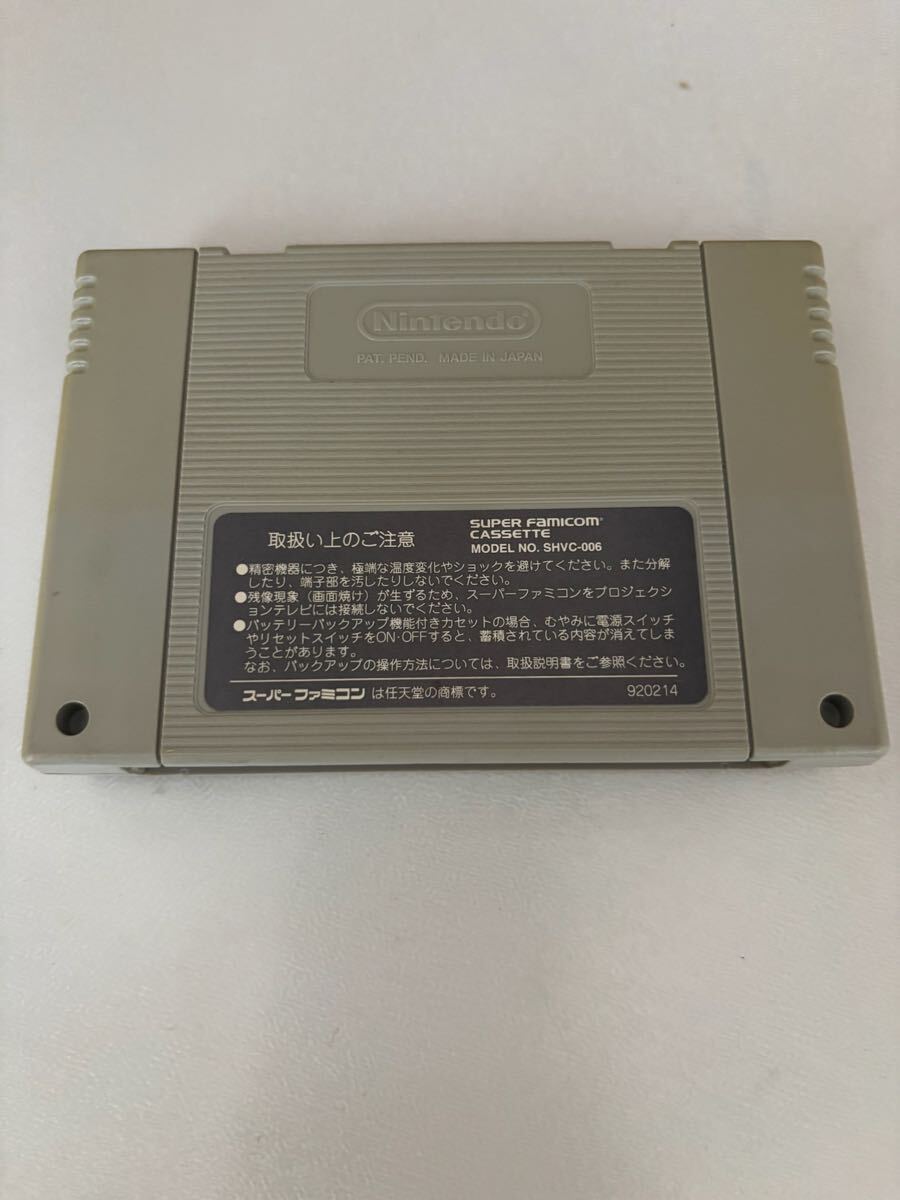 Nintendo®
PAT. PEND. MADE IN JAPAN
取扱い上のご注意
SUPER FAMICOM®
CASSETTE
MODEL NO. SHVC-006
●精密機器につき、極端な温度変化やショックを避けてください。また分解
したり、端子部を汚したりしないでください。
●残像現象（画面焼け）が生ずるため、スーパーファミコンをプロジェクシ
ョンテレビには接続しないでください。
●バッテリーバックアップ機能付きカセットの場合、むやみに電源スイッチ
やリセットスイッチをON·OFFすると、蓄積されている内容が消えてしま
うことがあります。
なお、バックアップの操作方法については、取扱説明書をご参照ください。
スーパーファミコンは任天堂の商標です。 920214